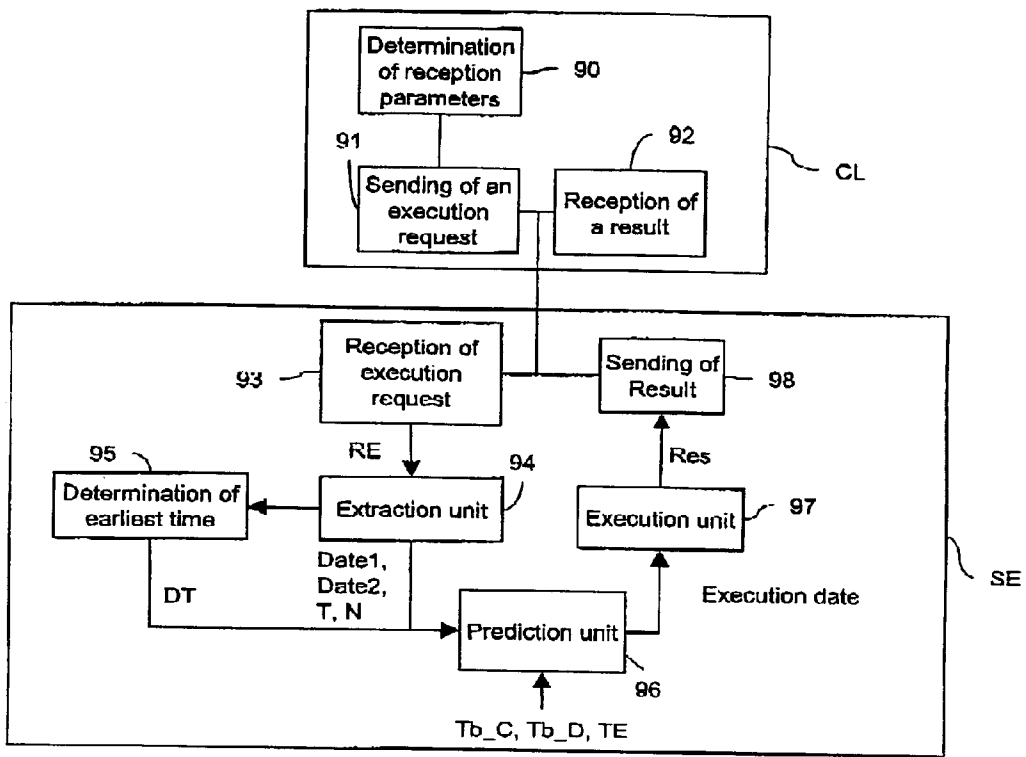 Determination
of reception
parameters
90
91
92
Sending of an
execution
request
Reception of
a result
CL
Reception of
execution
request
93
Sending of
Result
98
RE
Res
95
94
Determination of
earliest time
Extraction unit
Execution unit
97
Date1,
Date2,
T, N
DT
Execution date
SE
Prediction unit
96
Tb_C, Tb_D, TE